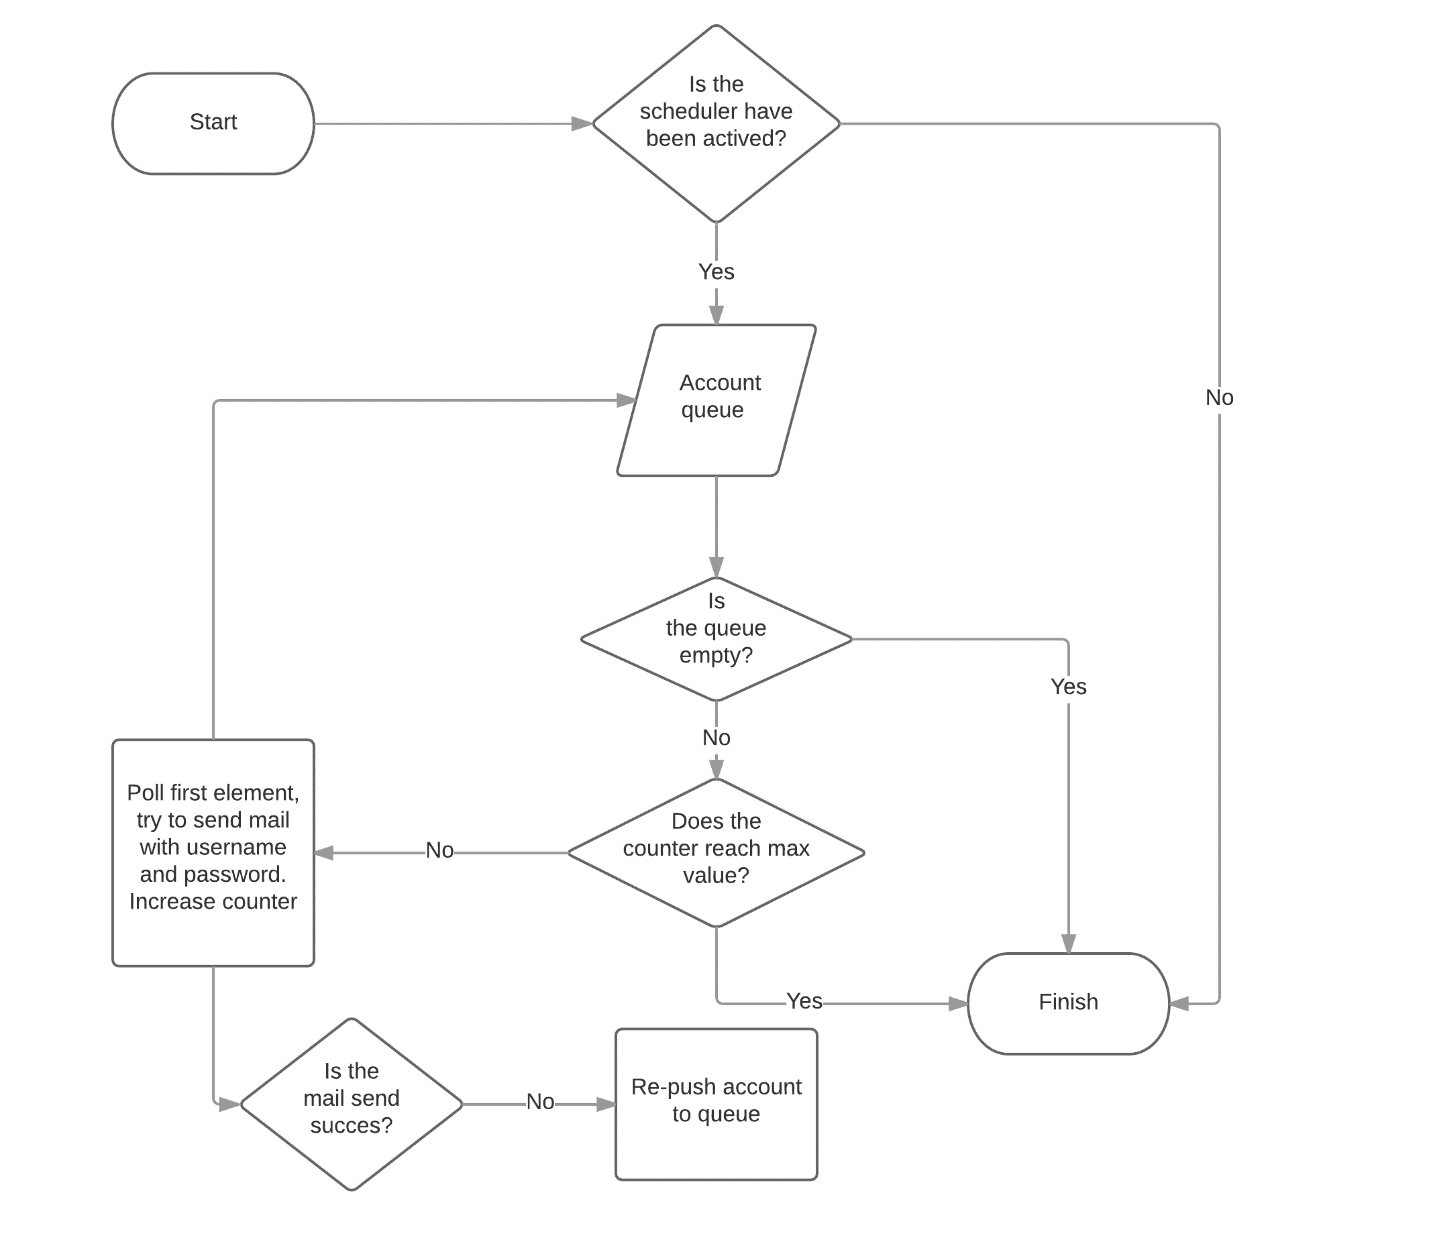 Start
Is the
scheduler have
been actived?
Yes
Account
queue
No
Is
the queue
empty?
Yes
No
Poll first element,
try to send mail
with username
and password.
Increase counter
No
Does the
counter reach max
value?
Yes
Finish
Is the
mail send
succes?
No
Re-push account
to queue